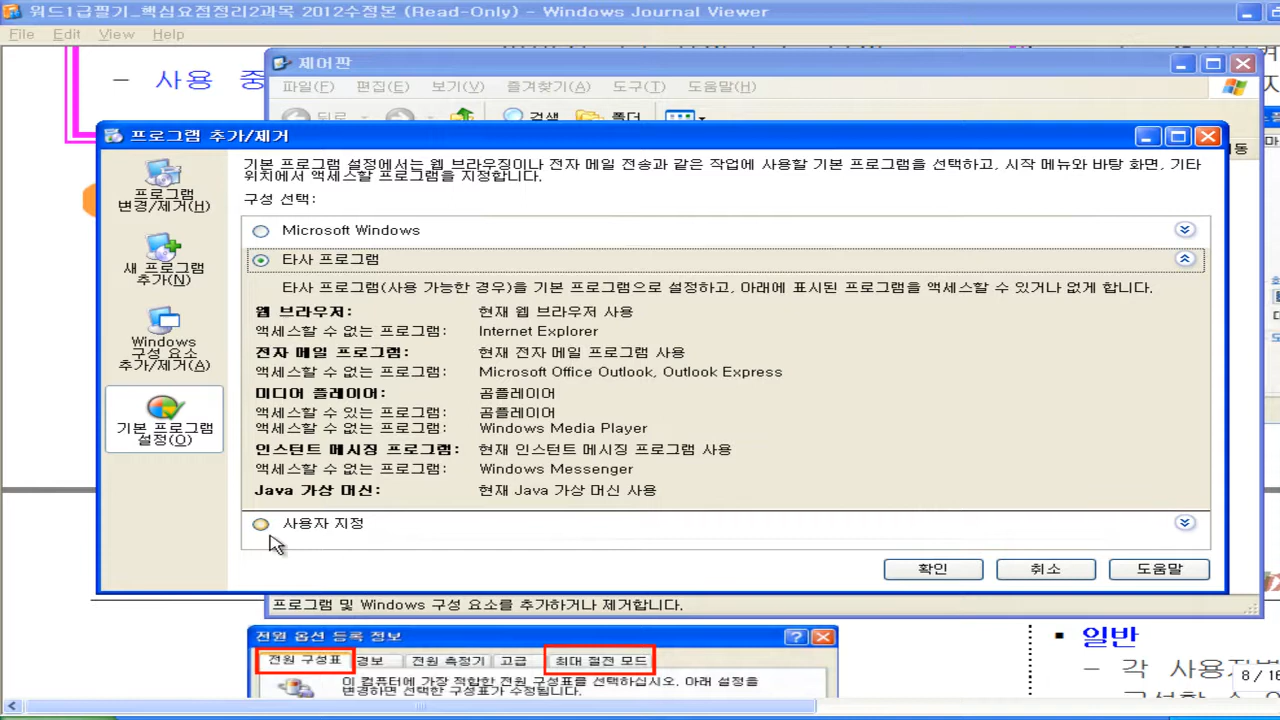 위드1급필기_핵심요점정리2과목 2012수정본 (Read-Only) - Windows Journal Viewer
File Edit View Help
- 사용 중
제어판
파일(F) 편집(E) 보기(V) 즐겨찾기(A) 도구(T) 도움말(H)
뒤로 검색 폴더
프로그램 추가/제거
프로그램
변경/제거(H)
새 프로그램
추가(N)
Windows
구성 요소
추가/제거(A)
기본 프로그램
설정(O)
기본 프로그램 설정에서는 웹 브라우징이나 전자 메일 전송과 같은 작업에 사용할 기본 프로그램을 선택하고, 시작 메뉴와 바탕 화면, 기타
위치에서 액세스할 프로그램을 지정합니다.
구성 선택:
Microsoft Windows
타사 프로그램
타사 프로그램(사용 가능한 경우)을 기본 프로그램으로 설정하고, 아래에 표시된 프로그램을 액세스할 수 있거나 없게 합니다.
웹 브라우저: 현재 웹 브라우저 사용
액세스할 수 없는 프로그램: Internet Explorer
전자 메일 프로그램: 현재 전자 메일 프로그램 사용
액세스할 수 없는 프로그램: Microsoft Office Outlook, Outlook Express
미디어 플레이어: 곰플레이어
액세스할 수 있는 프로그램: 곰플레이어
액세스할 수 없는 프로그램: Windows Media Player
인스턴트 메시징 프로그램: 현재 인스턴트 메시징 프로그램 사용
액세스할 수 없는 프로그램: Windows Messenger
Java 가상 머신: 현재 Java 가상 머신 사용
사용자 지정
확인 취소 도움말
프로그램 및 Windows 구성 요소를 추가하거나 제거합니다.
전원 옵션 등록 정보
전원 구성표 경보 전원 측정기 고급 최대 절전 모드
이 컴퓨터에 가장 적합한 전원 구성표를 선택하십시오. 아래 설정을
변경하면 선택한 구성표가 수정됩니다.
▪ 일반
- 각 사용자별
8 / 16